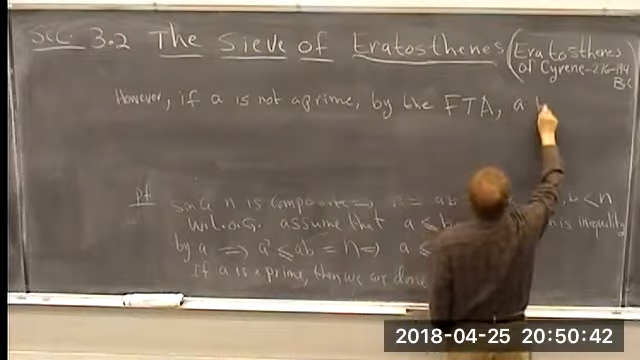 Sec. 3.2 The Sieve of Eratosthenes (Eratosthenes
of Cyrene-276-194
BC
However, if a is not a prime, by the FTA, a
pf since n is composite ⇒ n = ab < n
W.L.O.G. assume that a ≤ b inequality
by a ⇒ a² ≤ ab = n ⇒ a ≤
If a is a prime, then we are done
2018-04-25 20:50:42